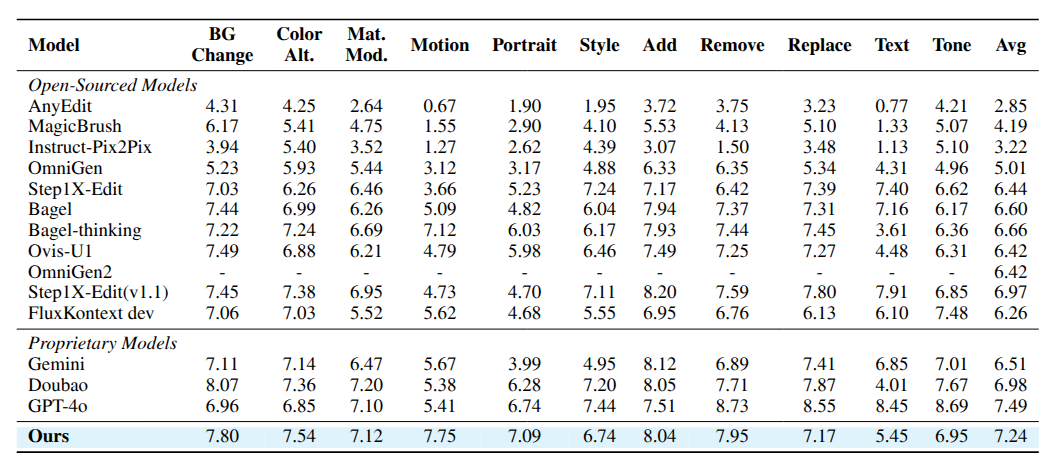 Model BG Change Color Alt. Mat. Mod. Motion Portrait Style Add Remove Replace Text Tone Avg
Open-Sourced Models
AnyEdit 4.31 4.25 2.64 0.67 1.90 1.95 3.72 3.75 3.23 0.77 4.21 2.85
MagicBrush 6.17 5.41 4.75 1.55 2.90 4.10 5.53 4.13 5.10 1.33 5.07 4.19
Instruct-Pix2Pix 3.94 5.40 3.52 1.27 2.62 4.39 3.07 1.50 3.48 1.13 5.10 3.22
OmniGen 5.23 5.93 5.44 3.12 3.17 4.88 6.33 6.35 5.34 4.31 4.96 5.01
Step1X-Edit 7.03 6.26 6.46 3.66 5.23 7.24 7.17 6.42 7.39 7.40 6.62 6.44
Bagel 7.44 6.99 6.26 5.09 4.82 6.04 7.94 7.37 7.31 7.16 6.17 6.60
Bagel-thinking 7.22 7.24 6.69 7.12 6.03 6.17 7.93 7.44 7.45 3.61 6.36 6.66
Ovis-U1 7.49 6.88 6.21 4.79 5.98 6.46 7.49 7.25 7.27 4.48 6.31 6.42
OmniGen2 - - - - - - - - - - - 6.42
Step1X-Edit(v1.1) 7.45 7.38 6.95 4.73 4.70 7.11 8.20 7.59 7.80 7.91 6.85 6.97
FluxKontext dev 7.06 7.03 5.52 5.62 4.68 5.55 6.95 6.76 6.13 6.10 7.48 6.26
Proprietary Models
Gemini 7.11 7.14 6.47 5.67 3.99 4.95 8.12 6.89 7.41 6.85 7.01 6.51
Doubao 8.07 7.36 7.20 5.38 6.28 7.20 8.05 7.71 7.87 4.01 7.67 6.98
GPT-4o 6.96 6.85 7.10 5.41 6.74 7.44 7.51 8.73 8.55 8.45 8.69 7.49
Ours 7.80 7.54 7.12 7.75 7.09 6.74 8.04 7.95 7.17 5.45 6.95 7.24